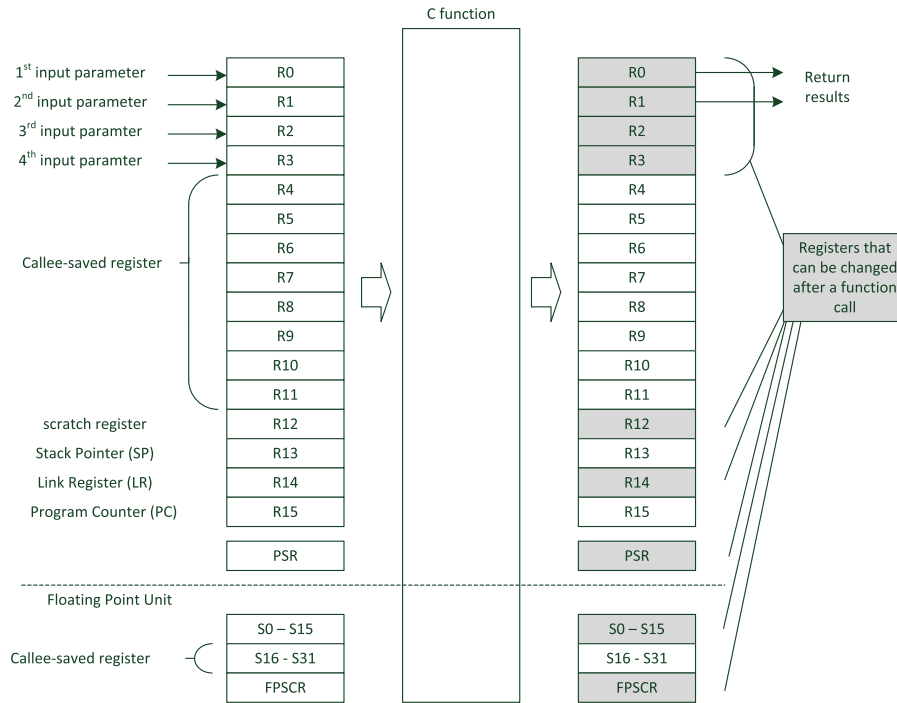 C function
1st input parameter
2nd input parameter
3rd input paramter
4th input paramter
Callee-saved register
scratch register
Stack Pointer (SP)
Link Register (LR)
Program Counter (PC)
R0
R1
R2
R3
R4
R5
R6
R7
R8
R9
R10
R11
R12
R13
R14
R15
PSR
R0
R1
R2
R3
R4
R5
R6
R7
R8
R9
R10
R11
R12
R13
R14
R15
PSR
Return
results
Registers that
can be changed
after a function
call
Floating Point Unit
Callee-saved register
S0 – S15
S16 - S31
FPSCR
S0 – S15
S16 - S31
FPSCR